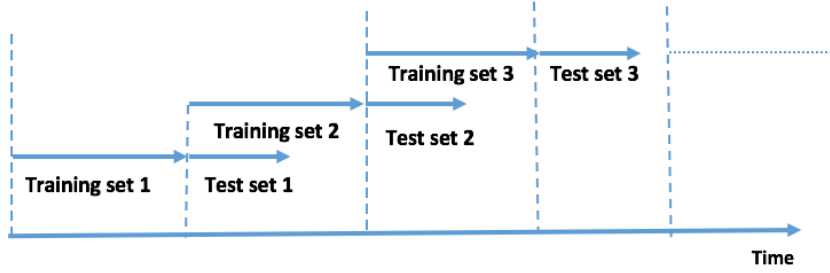 Training set 3
Test set 3
Training set 2
Test set 2
Training set 1
Test set 1
Time